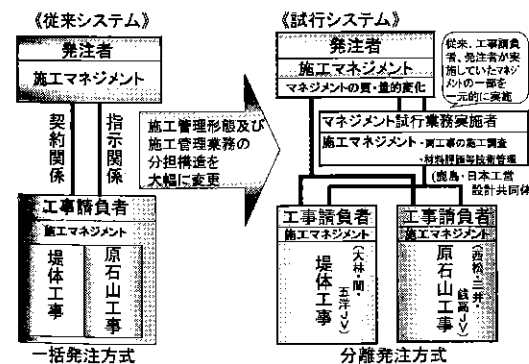 《従来システム》
発注者
施工マネジメント
契約関係
指示関係
工事請負者
施工マネジメント
堤体工事
原石山工事
一括発注方式
施工管理形態及び
施工管理業務の
分担構造を
大幅に変更
《試行システム》
発注者
施工マネジメント
マネジメントの質・量的変化
従来、工事請負
者、発注者が実
施していたマネジ
メントの一部を
一元的に実施
マネジメント試行業務実施者
施工マネジメント・両工事の施工調査
・材料評価等技術管理
(鹿島・日本工営
設計共同体
工事請負者
施工マネジメント
堤体工事
(大林・間・
五洋JV)
工事請負者
施工マネジメント
原石山工事
(西松・三井・
銭高JV)
分離発注方式